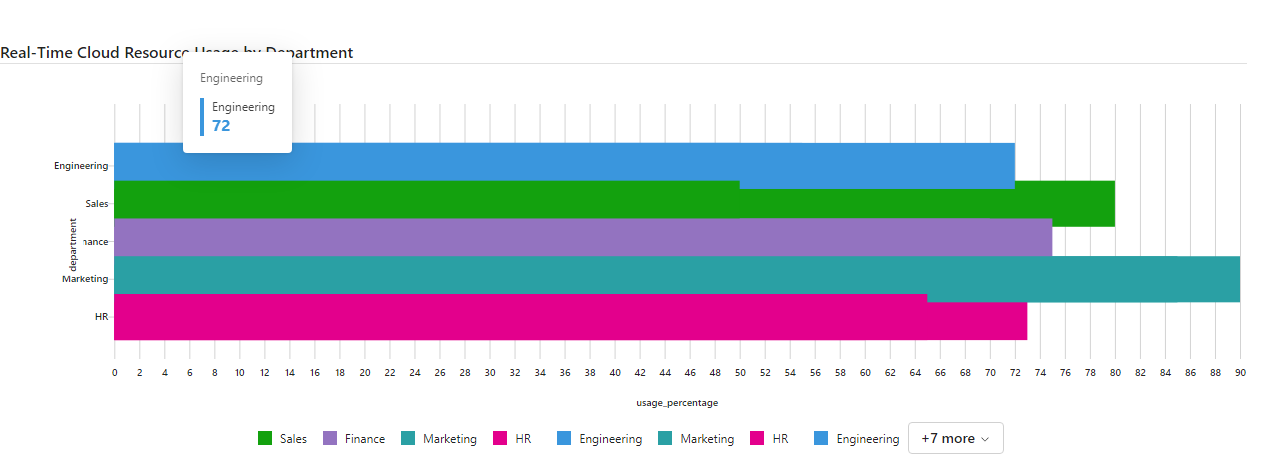 Real-Time Cloud Resource Usage by Department
Engineering
Engineering
72
Engineering
Sales
nance
Marketing
HR
department
0 2 4 6 8 10 12 14 16 18 20 22 24 26 28 30 32 34 36 38 40 42 44 46 48 50 52 54 56 58 60 62 64 66 68 70 72 74 76 78 80 82 84 86 88 90
usage_percentage
Sales Finance Marketing HR Engineering Marketing HR Engineering +7 more